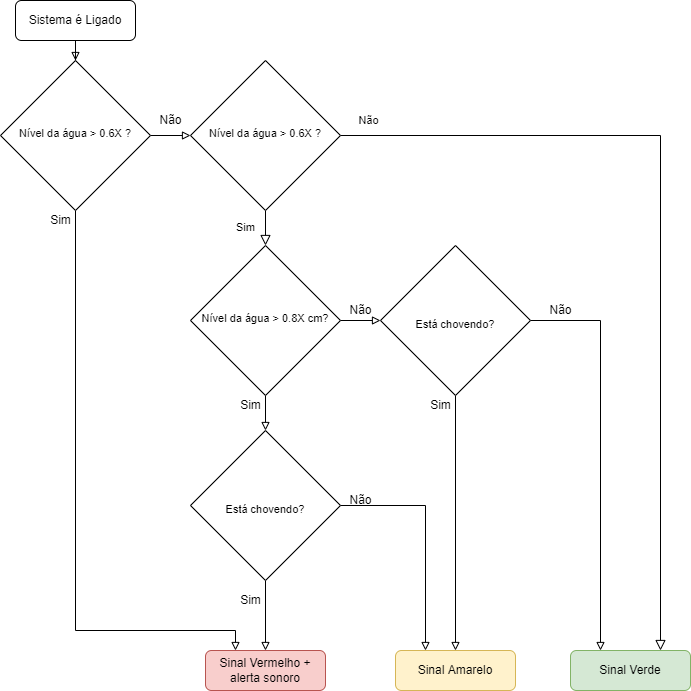 Sistema é Ligado
Nível da água > 0.6X ?
Não
Nível da água > 0.6X ?
Não
Sim
Sim
Nível da água > 0.8X cm?
Não
Está chovendo?
Não
Sim
Sim
Está chovendo?
Não
Sim
Sinal Vermelho +
alerta sonoro
Sinal Amarelo
Sinal Verde